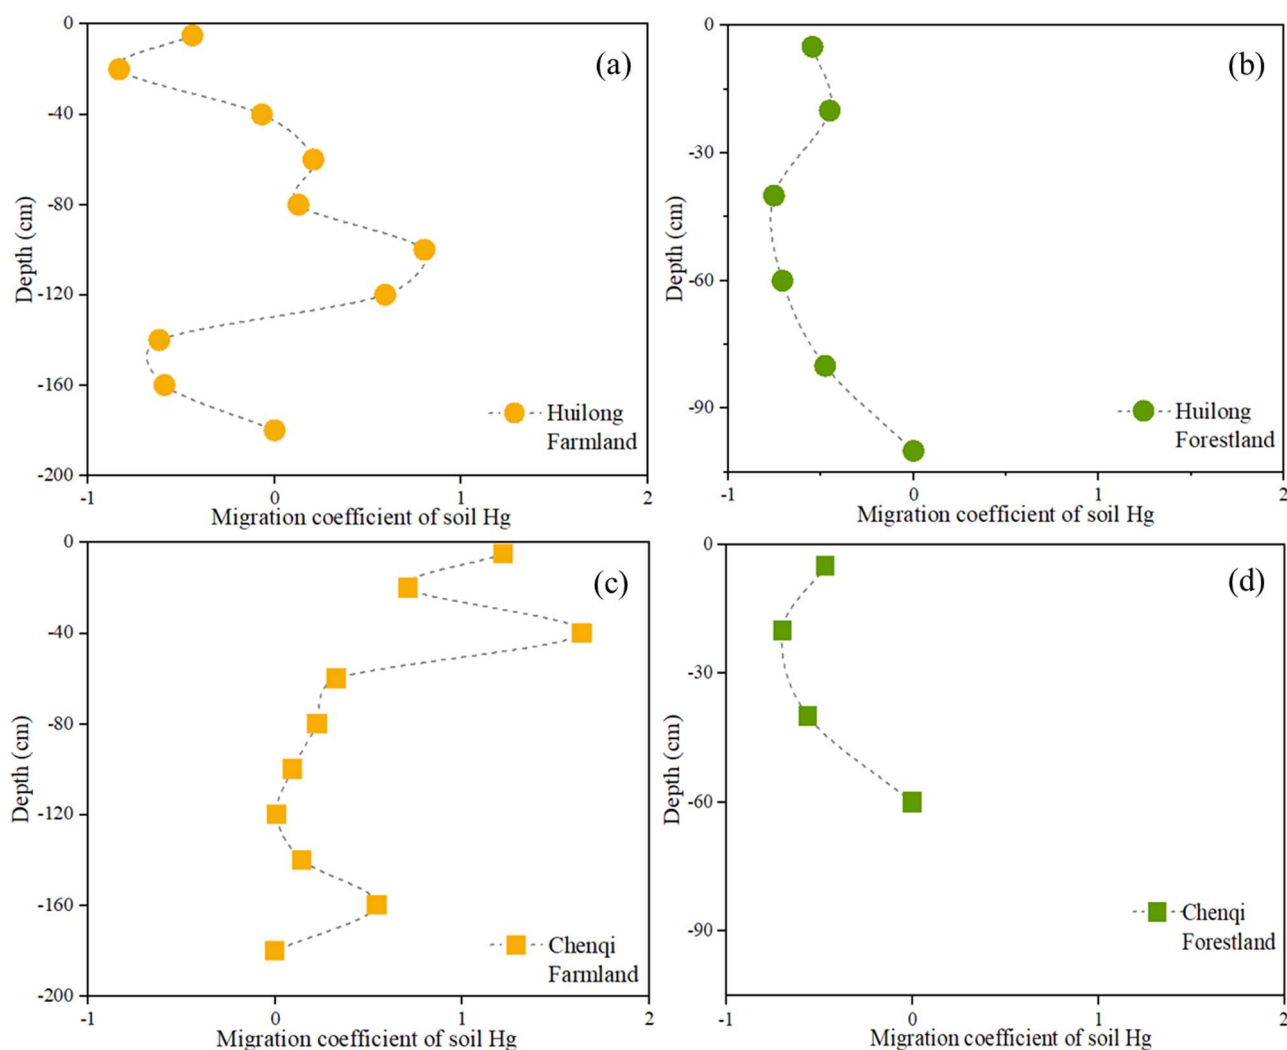 (a)
0
-40
-80
-120
-160
-200
Depth (cm)
-1 0 1 2
Migration coefficient of soil Hg
Huilong
Farmland
(b)
0
-30
-60
-90
Depth (cm)
-1 0 1 2
Migration coefficient of soil Hg
Huilong
Forestland
(c)
0
-40
-80
-120
-160
-200
Depth (cm)
-1 0 1 2
Migration coefficient of soil Hg
Chenqi
Farmland
(d)
0
-30
-60
-90
Depth (cm)
-1 0 1 2
Migration coefficient of soil Hg
Chenqi
Forestland